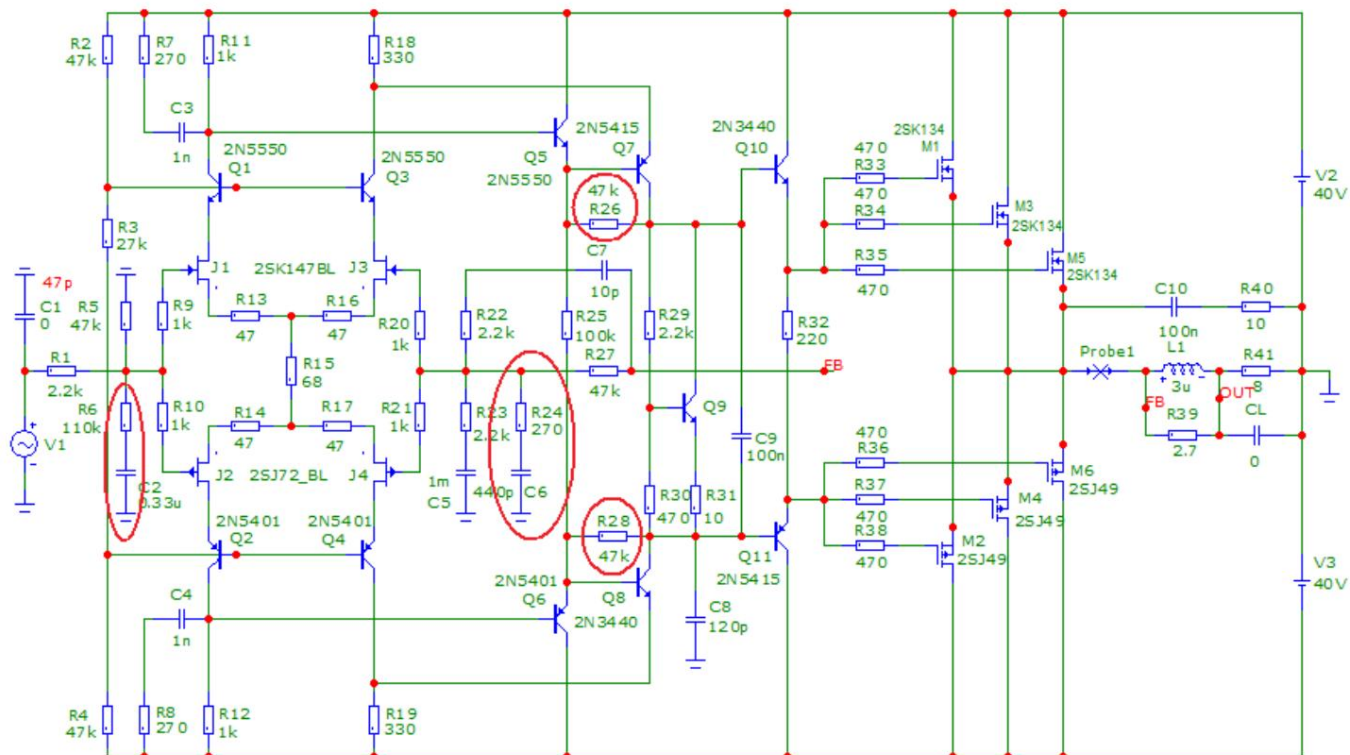 R2
47k
R7
270
R11
1k
R18
330
C3
1n
2N5550
Q1
2N5550
Q3
2N5415
Q5
Q7
2N5550
2N3440
Q10
2SK134
M1
470
R33
470
R34
R35
470
M3
2SK134
M5
2SK134
V2
40V
R3
27k
47k
R26
47p
C1
0
R5
47k
R9
1k
J1
2SK147BL
J3
R13
47
R16
47
R20
1k
R22
2.2k
C7
10p
R25
100k
R29
2.2k
R32
220
C10
100n
R40
10
R1
2.2k
R15
68
R27
47k
FB
Probe1
L1
3u
R41
8
V1
R6
110k
C2
0.33u
R10
1k
R14
47
R17
47
R21
1k
R23
2.2k
R24
270
Q9
C9
100n
FB
OUT
R39
2.7
CL
0
J2
2SJ72_BL
J4
1m
C5
440p
C6
R30
470
R31
10
470
R36
470
R37
470
R38
470
M6
2SJ49
M4
2SJ49
M2
2SJ49
2N5401
Q2
2N5401
Q4
R28
47k
Q11
2N5415
2N5401
Q6
Q8
2N3440
C8
120p
V3
40V
C4
1n
R4
47k
R8
270
R12
1k
R19
330